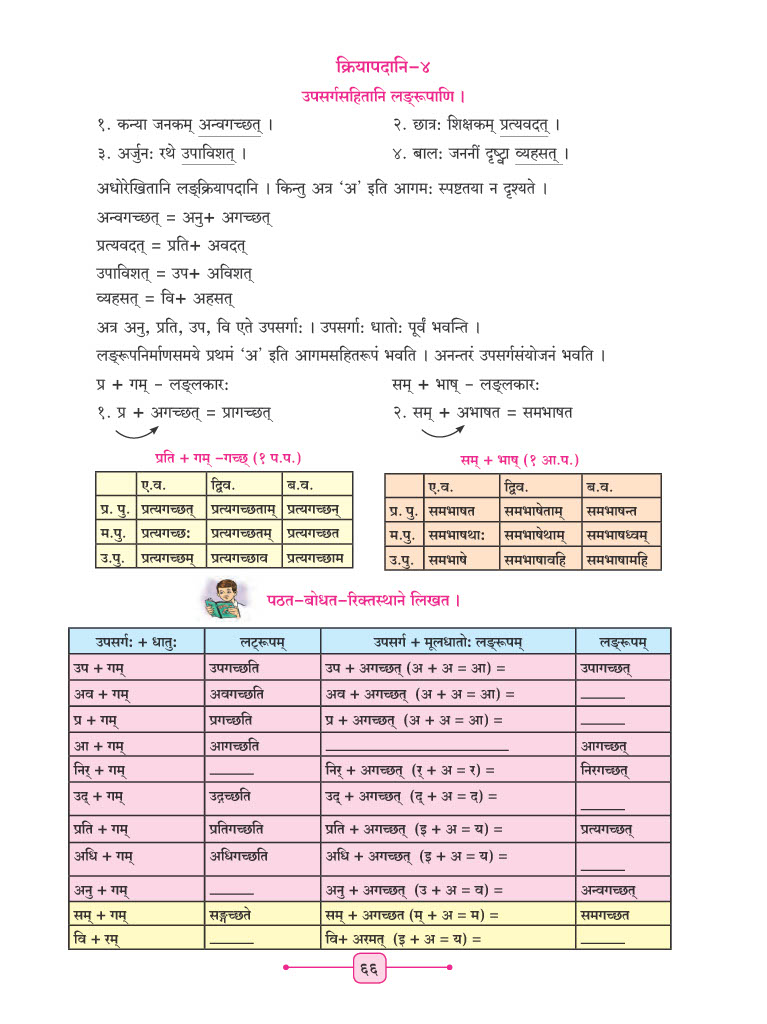 क्रियापदानि-४
उपसर्गसहितानि लङ्रूपाणि ।
१. कन्या जनकम् अन्वगच्छत् । २. छात्रः शिक्षकम् प्रत्यवदत् ।
३. अर्जुनः रथे उपाविशत् । ४. बालः जननीं दृष्ट्वा व्यहसत् ।
अधोरेखितानि लङ्क्रियापदानि । किन्तु अत्र ‘अ’ इति आगमः स्पष्टतया न दृश्यते ।
अन्वगच्छत् = अनु+ अगच्छत्
प्रत्यवदत् = प्रति+ अवदत्
उपाविशत् = उप+ अविशत्
व्यहसत् = वि+ अहसत्
अत्र अनु, प्रति, उप, वि एते उपसर्गाः । उपसर्गाः धातोः पूर्वं भवन्ति ।
लङ्रूपनिर्माणसमये प्रथमं ‘अ’ इति आगमसहितरूपं भवति । अनन्तरं उपसर्गसंयोजनं भवति ।
प्र + गम् - लङ्लकारः सम् + भाष् - लङ्लकारः
१. प्र + अगच्छत् = प्रागच्छत् २. सम् + अभाषत = समभाषत
प्रति + गम् -गच्छ् (१ प.प.)
ए.व. द्विव. ब.व.
प्र. पु. प्रत्यगच्छत् प्रत्यगच्छताम् प्रत्यगच्छन्
म.पु. प्रत्यगच्छः प्रत्यगच्छतम् प्रत्यगच्छत
उ.पु. प्रत्यगच्छम् प्रत्यगच्छाव प्रत्यगच्छाम
सम् + भाष् (१ आ.प.)
ए.व. द्विव. ब.व.
प्र. पु. समभाषत समभाषेताम् समभाषन्त
म.पु. समभाषथाः समभाषेथाम् समभाषध्वम्
उ.पु. समभाषे समभाषावहि समभाषामहि
पठत-बोधत-रिक्तस्थाने लिखत ।
उपसर्गः + धातुः लट्रूपम् उपसर्ग + मूलधातोः लङ्रूपम् लङ्रूपम्
उप + गम् उपगच्छति उप + अगच्छत् (अ + अ = आ) = उपागच्छत्
अव + गम् अवगच्छति अव + अगच्छत् (अ + अ = आ) = ______
प्र + गम् प्रगच्छति प्र + अगच्छत् (अ + अ = आ) = ______
आ + गम् आगच्छति ______________________ आगच्छत्
निर् + गम् ______ निर् + अगच्छत् (र् + अ = र) = निरगच्छत्
उद् + गम् उद्गच्छति उद् + अगच्छत् (द् + अ = द) = ______
प्रति + गम् प्रतिगच्छति प्रति + अगच्छत् (इ + अ = य) = प्रत्यगच्छत्
अधि + गम् अधिगच्छति अधि + अगच्छत् (इ + अ = य) = ______
अनु + गम् ______ अनु + अगच्छत् (उ + अ = व) = अन्वगच्छत्
सम् + गम् सङ्गच्छते सम् + अगच्छत (म् + अ = म) = समगच्छत
वि + रम् ______ वि+ अरमत् (इ + अ = य) = ______
६६